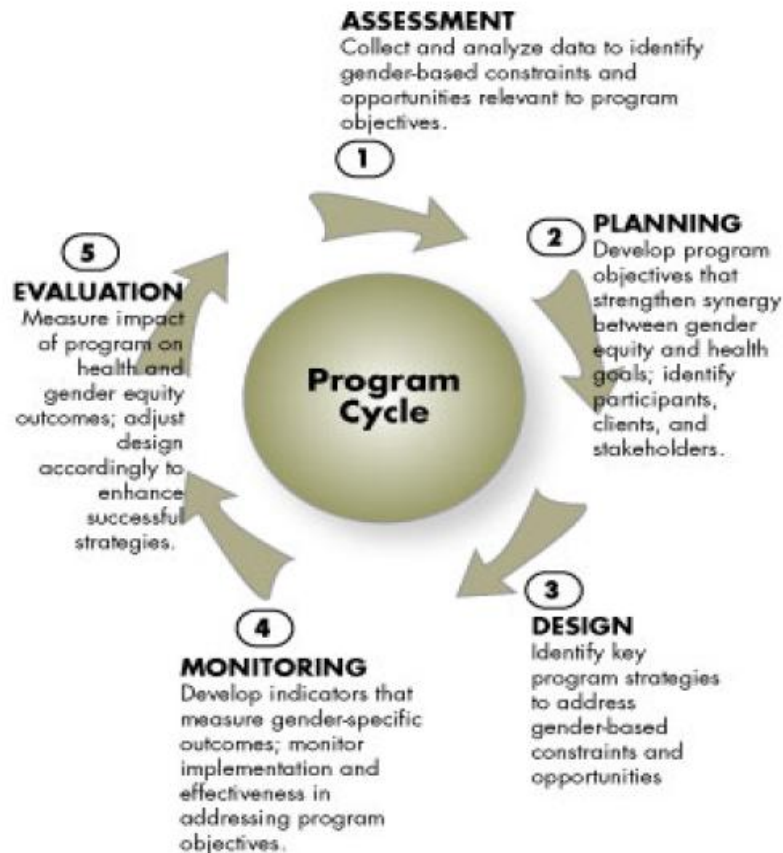 ASSESSMENT
Collect and analyze data to identify
gender-based constraints and
opportunities relevant to program
objectives.
1
2
PLANNING
Develop program
objectives that
strengthen synergy
between gender
equity and health
goals; identify
participants,
clients, and
stakeholders.
3
DESIGN
Identify key
program strategies
to address
gender-based
constraints and
opportunities
4
MONITORING
Develop indicators that
measure gender-specific
outcomes; monitor
implementation and
effectiveness in
addressing program
objectives.
5
EVALUATION
Measure impact
of program on
health and
gender equity
outcomes; adjust
design
accordingly to
enhance
successful
strategies.
Program
Cycle